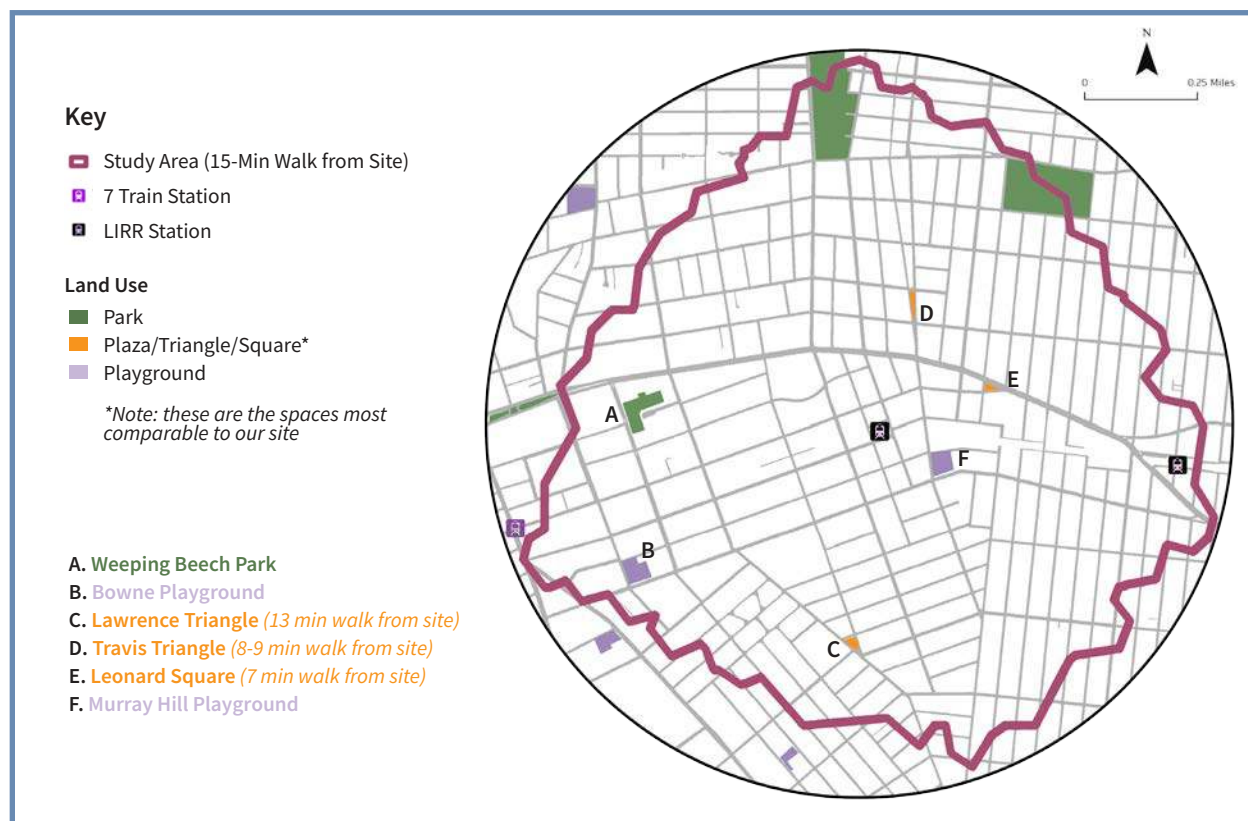 N
0 0.25 Miles
Key
Study Area (15-Min Walk from Site)
7 Train Station
LIRR Station
Land Use
Park
Plaza/Triangle/Square*
Playground
*Note: these are the spaces most
comparable to our site
A. Weeping Beech Park
B. Bowne Playground
C. Lawrence Triangle (13 min walk from site)
D. Travis Triangle (8-9 min walk from site)
E. Leonard Square (7 min walk from site)
F. Murray Hill Playground
D
E
A
F
B
C